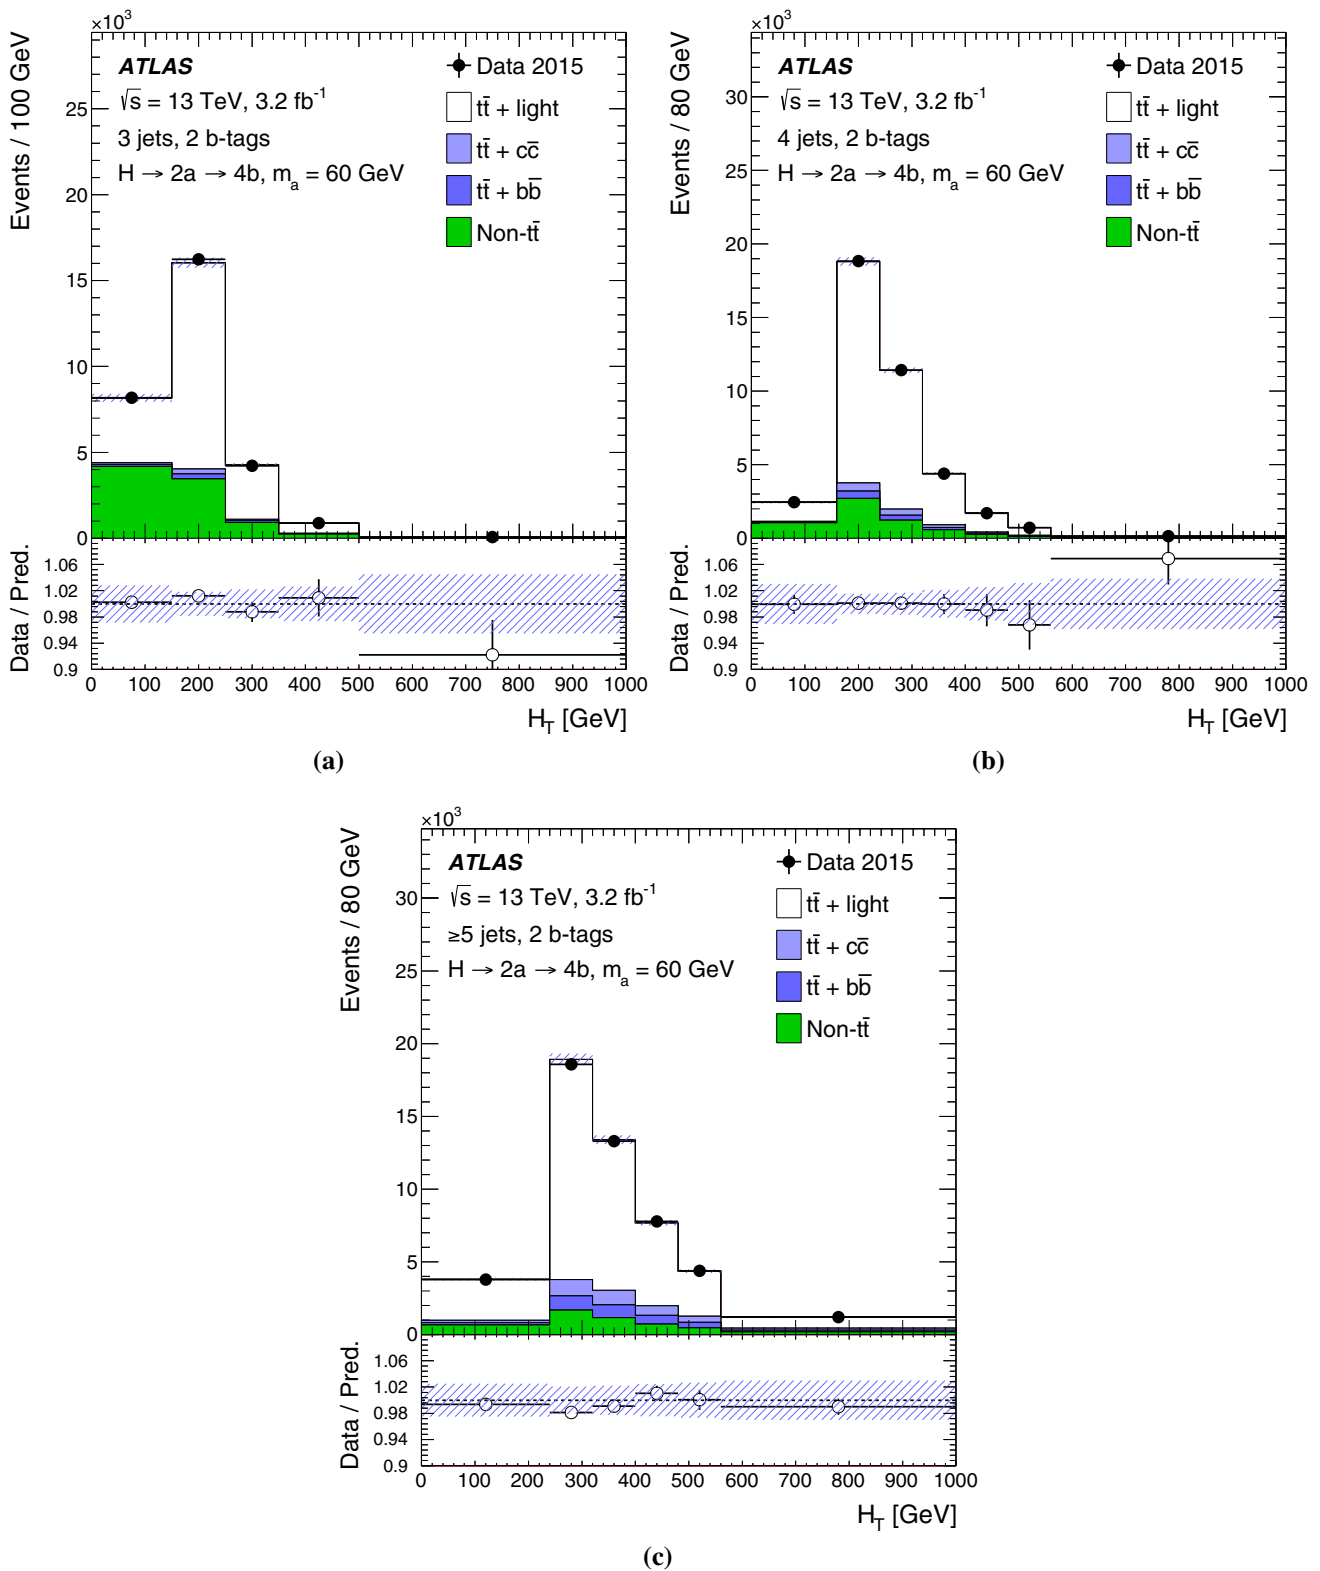 ×10³
Events / 100 GeV
ATLAS
√s = 13 TeV, 3.2 fb⁻¹
3 jets, 2 b-tags
H → 2a → 4b, mₐ = 60 GeV
Data 2015
tt̄ + light
tt̄ + cc̄
tt̄ + bb̄
Non-tt̄
25
20
15
10
5
0
Data / Pred.
1.06
1.02
0.98
0.94
0.9
0 100 200 300 400 500 600 700 800 900 1000
H_T [GeV]
(a)
×10³
Events / 80 GeV
ATLAS
√s = 13 TeV, 3.2 fb⁻¹
4 jets, 2 b-tags
H → 2a → 4b, mₐ = 60 GeV
Data 2015
tt̄ + light
tt̄ + cc̄
tt̄ + bb̄
Non-tt̄
30
25
20
15
10
5
0
Data / Pred.
1.06
1.02
0.98
0.94
0.9
0 100 200 300 400 500 600 700 800 900 1000
H_T [GeV]
(b)
×10³
Events / 80 GeV
ATLAS
√s = 13 TeV, 3.2 fb⁻¹
≥5 jets, 2 b-tags
H → 2a → 4b, mₐ = 60 GeV
Data 2015
tt̄ + light
tt̄ + cc̄
tt̄ + bb̄
Non-tt̄
30
25
20
15
10
5
0
Data / Pred.
1.06
1.02
0.98
0.94
0.9
0 100 200 300 400 500 600 700 800 900 1000
H_T [GeV]
(c)